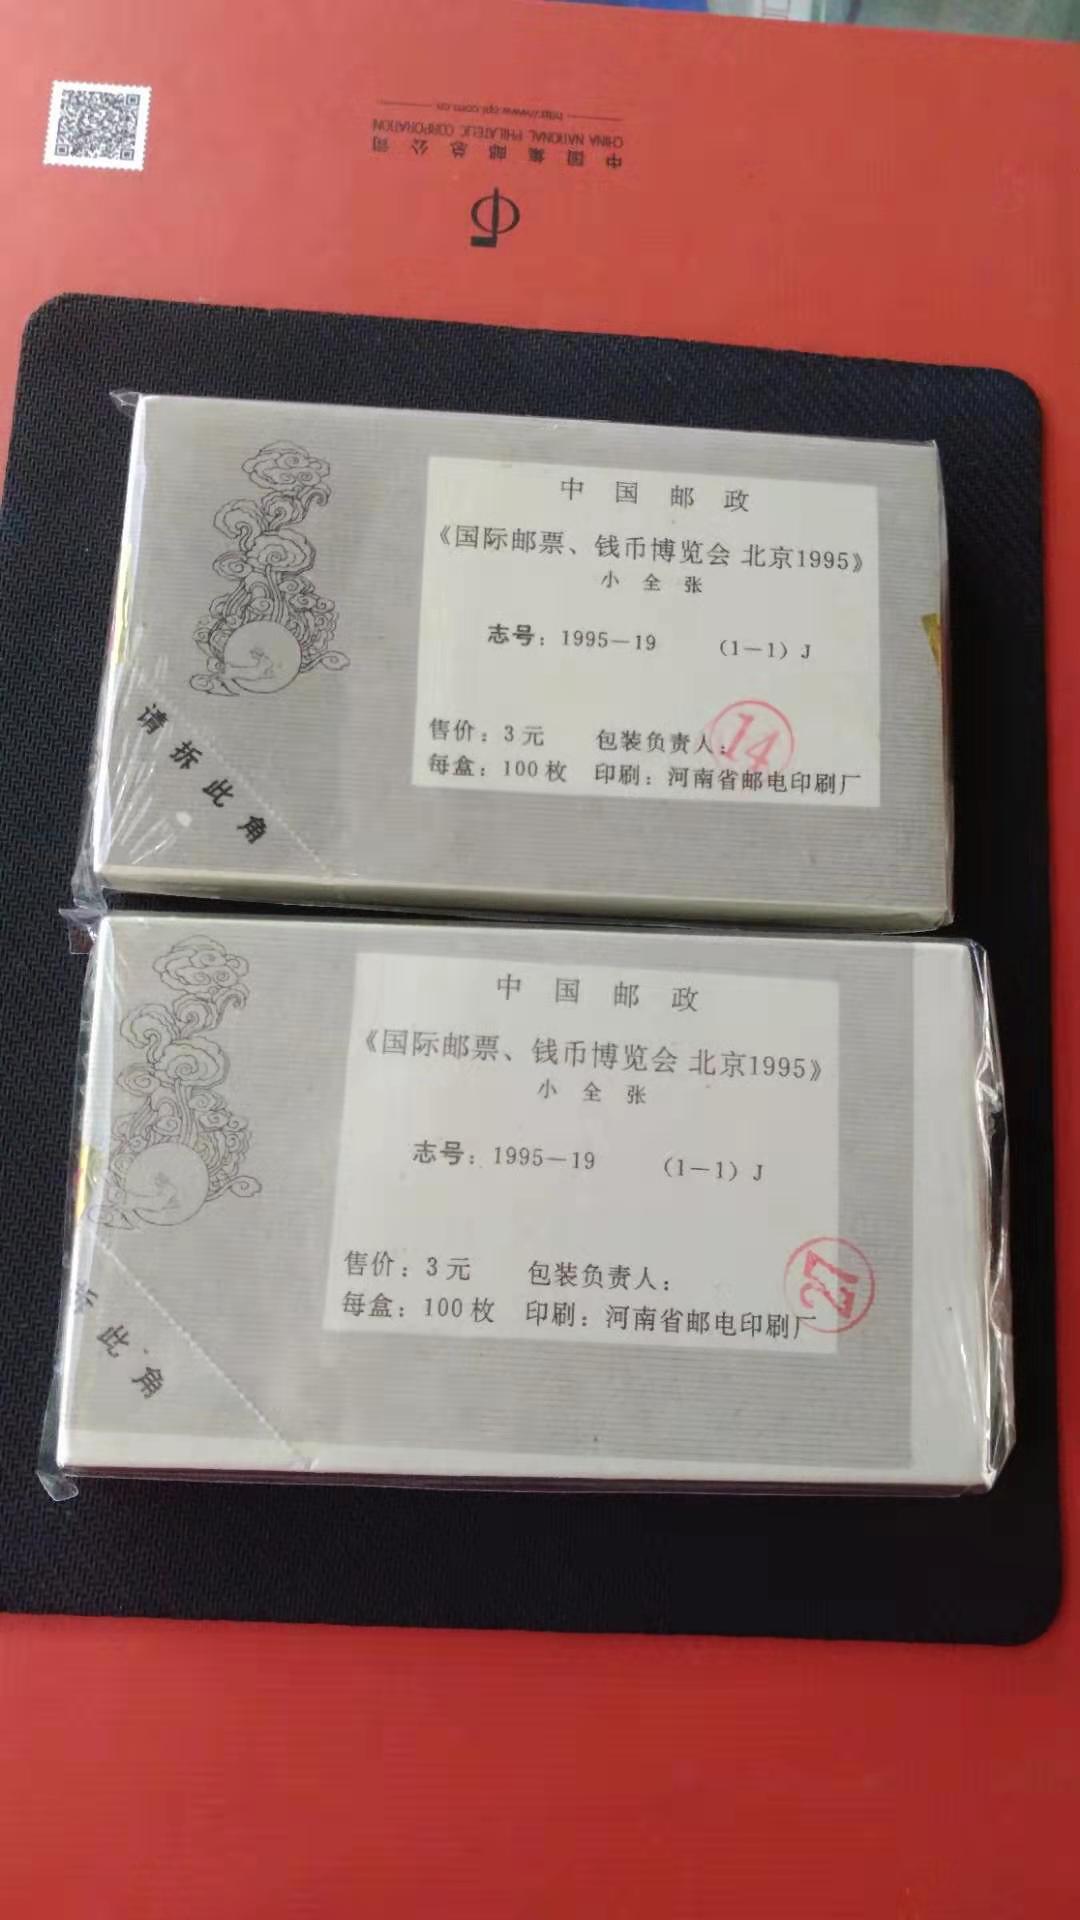 http://www.cpi.com.cn
CHINA NATIONAL PHILATELIC CORPORATION
中国集邮总公司
中国邮政
《国际邮票、钱币博览会 北京1995》
小全张
志号：1995－19 （1－1）J
售价：3元 包装负责人：14
每盒：100枚 印刷：河南省邮电印刷厂
请拆此角
中国邮政
《国际邮票、钱币博览会 北京1995》
小全张
志号：1995－19 （1－1）J
售价：3元 包装负责人： 27
每盒：100枚 印刷：河南省邮电印刷厂
拆此角